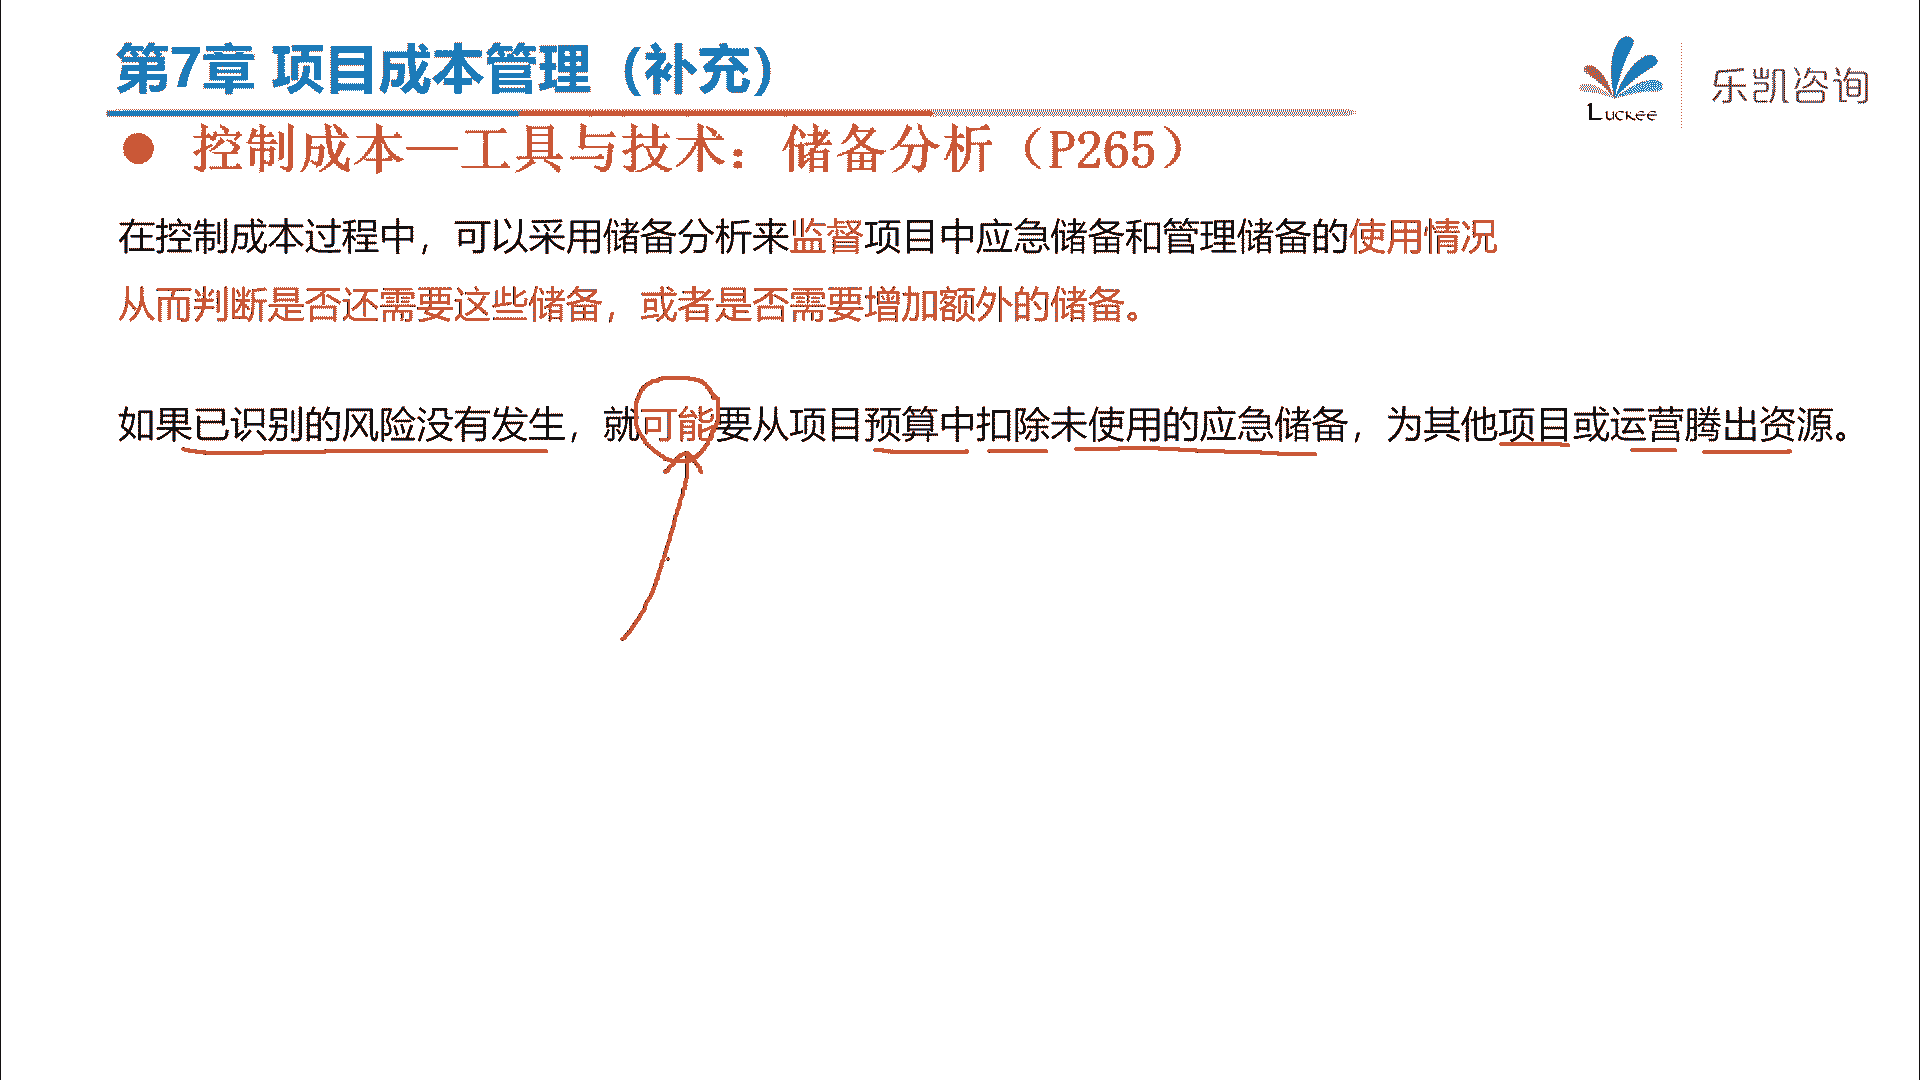 第7章 项目成本管理（补充）
Luckee
乐凯咨询
● 控制成本—工具与技术：储备分析（P265）
在控制成本过程中，可以采用储备分析来监督项目中应急储备和管理储备的使用情况
从而判断是否还需要这些储备，或者是否需要增加额外的储备。
如果已识别的风险没有发生，就可能要从项目预算中扣除未使用的应急储备，为其他项目或运营腾出资源。